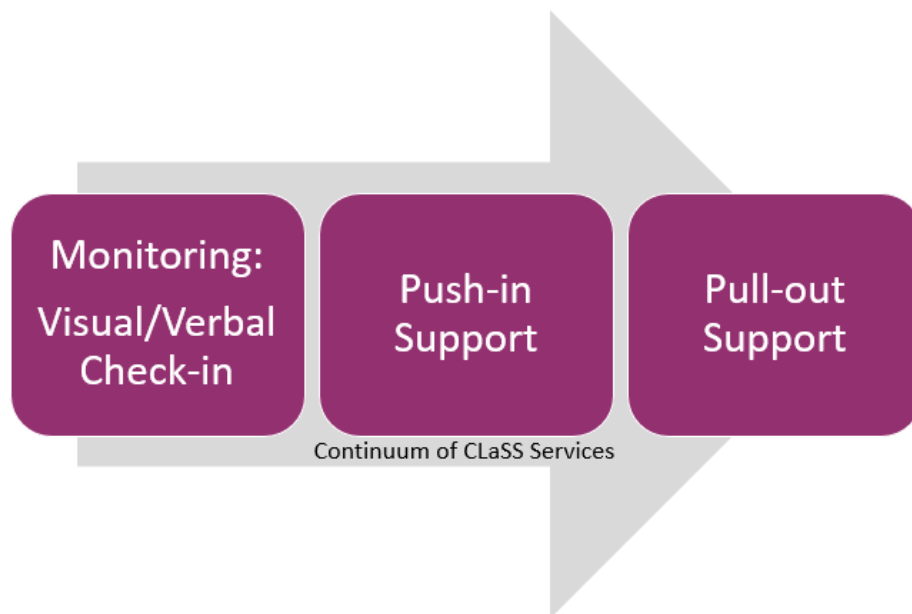 Monitoring:
Visual/Verbal
Check-in
Push-in
Support
Pull-out
Support
Continuum of CLaSS Services